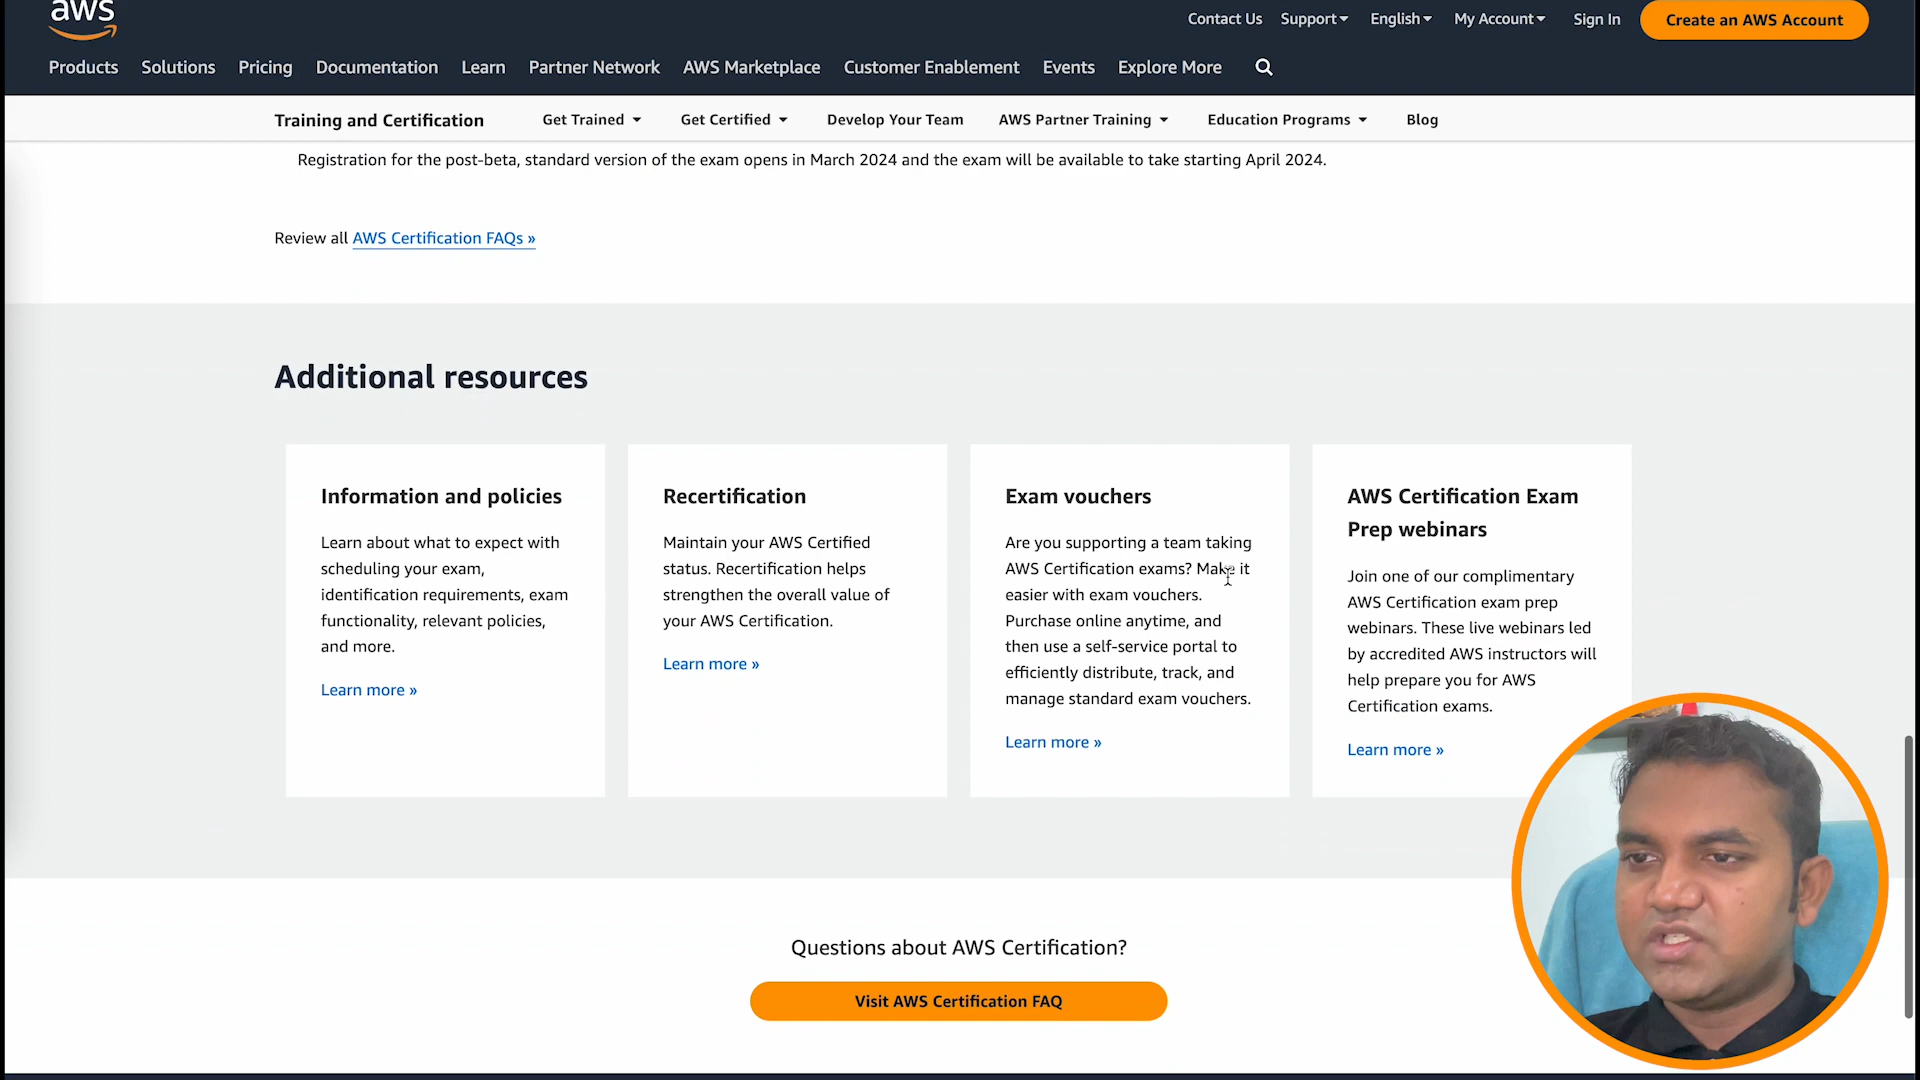 aws
Contact Us Support English My Account Sign In Create an AWS Account
Products Solutions Pricing Documentation Learn Partner Network AWS Marketplace Customer Enablement Events Explore More
Training and Certification Get Trained Get Certified Develop Your Team AWS Partner Training Education Programs Blog
Registration for the post-beta, standard version of the exam opens in March 2024 and the exam will be available to take starting April 2024.
Review all AWS Certification FAQs »
Additional resources
Information and policies
Learn about what to expect with
scheduling your exam,
identification requirements, exam
functionality, relevant policies,
and more.
Learn more »
Recertification
Maintain your AWS Certified
status. Recertification helps
strengthen the overall value of
your AWS Certification.
Learn more »
Exam vouchers
Are you supporting a team taking
AWS Certification exams? Make it
easier with exam vouchers.
Purchase online anytime, and
then use a self-service portal to
efficiently distribute, track, and
manage standard exam vouchers.
Learn more »
AWS Certification Exam
Prep webinars
Join one of our complimentary
AWS Certification exam prep
webinars. These live webinars led
by accredited AWS instructors will
help prepare you for AWS
Certification exams.
Learn more »
Questions about AWS Certification?
Visit AWS Certification FAQ